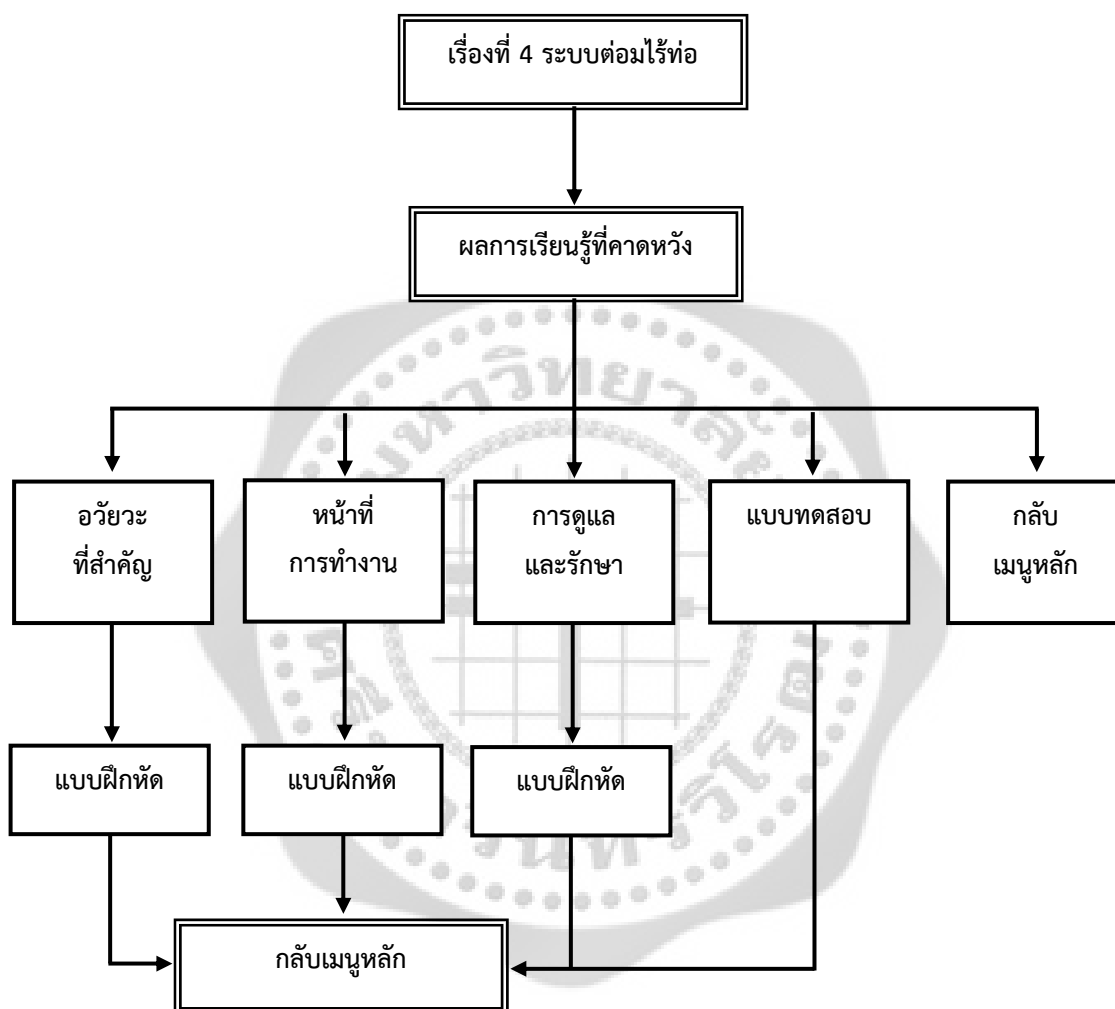 เรื่องที่ 4 ระบบต่อมไร้ท่อ
ผลการเรียนรู้ที่คาดหวัง
อวัยวะ
ที่สำคัญ
หน้าที่
การทำงาน
การดูแล
และรักษา
แบบทดสอบ
กลับ
เมนูหลัก
แบบฝึกหัด
แบบฝึกหัด
แบบฝึกหัด
กลับเมนูหลัก